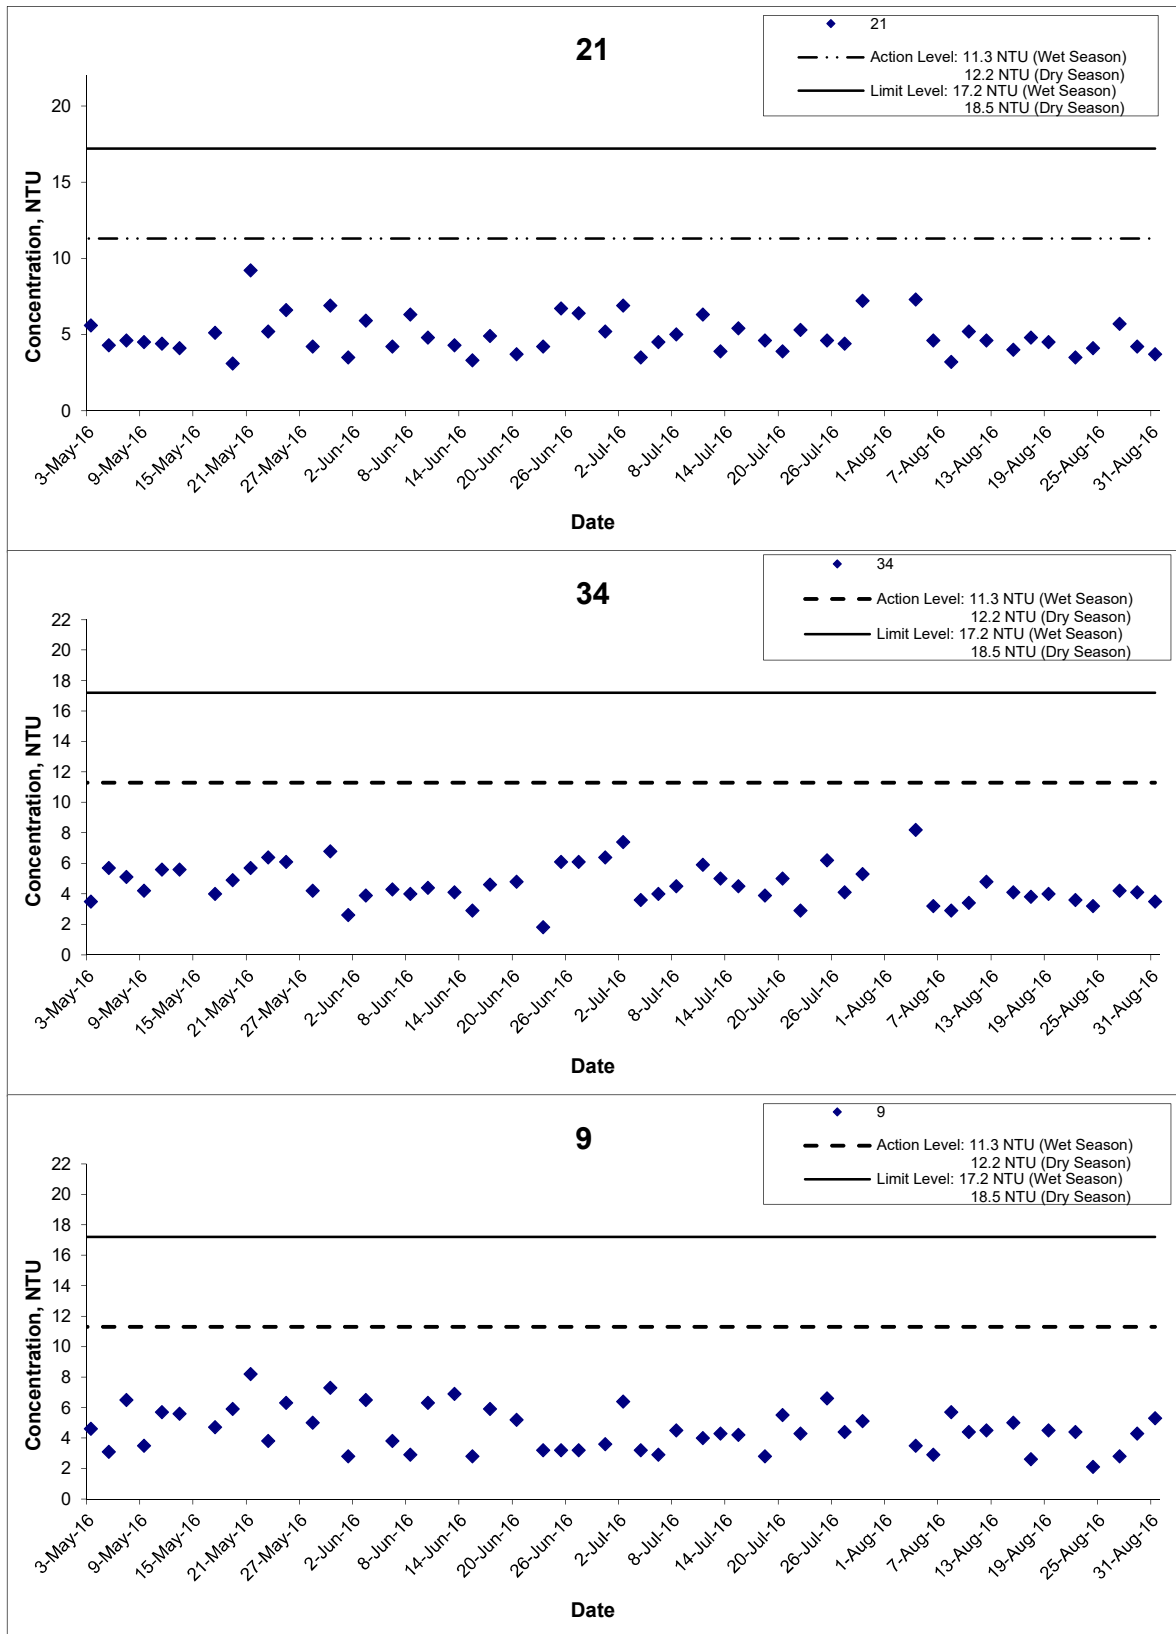 21
21
Action Level: 11.3 NTU (Wet Season)
12.2 NTU (Dry Season)
Limit Level: 17.2 NTU (Wet Season)
18.5 NTU (Dry Season)
Concentration, NTU
20
15
10
5
0
3-May-16 9-May-16 15-May-16 21-May-16 27-May-16 2-Jun-16 8-Jun-16 14-Jun-16 20-Jun-16 26-Jun-16 2-Jul-16 8-Jul-16 14-Jul-16 20-Jul-16 26-Jul-16 1-Aug-16 7-Aug-16 13-Aug-16 19-Aug-16 25-Aug-16 31-Aug-16
Date
34
34
Action Level: 11.3 NTU (Wet Season)
12.2 NTU (Dry Season)
Limit Level: 17.2 NTU (Wet Season)
18.5 NTU (Dry Season)
Concentration, NTU
22
20
18
16
14
12
10
8
6
4
2
0
3-May-16 9-May-16 15-May-16 21-May-16 27-May-16 2-Jun-16 8-Jun-16 14-Jun-16 20-Jun-16 26-Jun-16 2-Jul-16 8-Jul-16 14-Jul-16 20-Jul-16 26-Jul-16 1-Aug-16 7-Aug-16 13-Aug-16 19-Aug-16 25-Aug-16 31-Aug-16
Date
9
9
Action Level: 11.3 NTU (Wet Season)
12.2 NTU (Dry Season)
Limit Level: 17.2 NTU (Wet Season)
18.5 NTU (Dry Season)
Concentration, NTU
22
20
18
16
14
12
10
8
6
4
2
0
3-May-16 9-May-16 15-May-16 21-May-16 27-May-16 2-Jun-16 8-Jun-16 14-Jun-16 20-Jun-16 26-Jun-16 2-Jul-16 8-Jul-16 14-Jul-16 20-Jul-16 26-Jul-16 1-Aug-16 7-Aug-16 13-Aug-16 19-Aug-16 25-Aug-16 31-Aug-16
Date